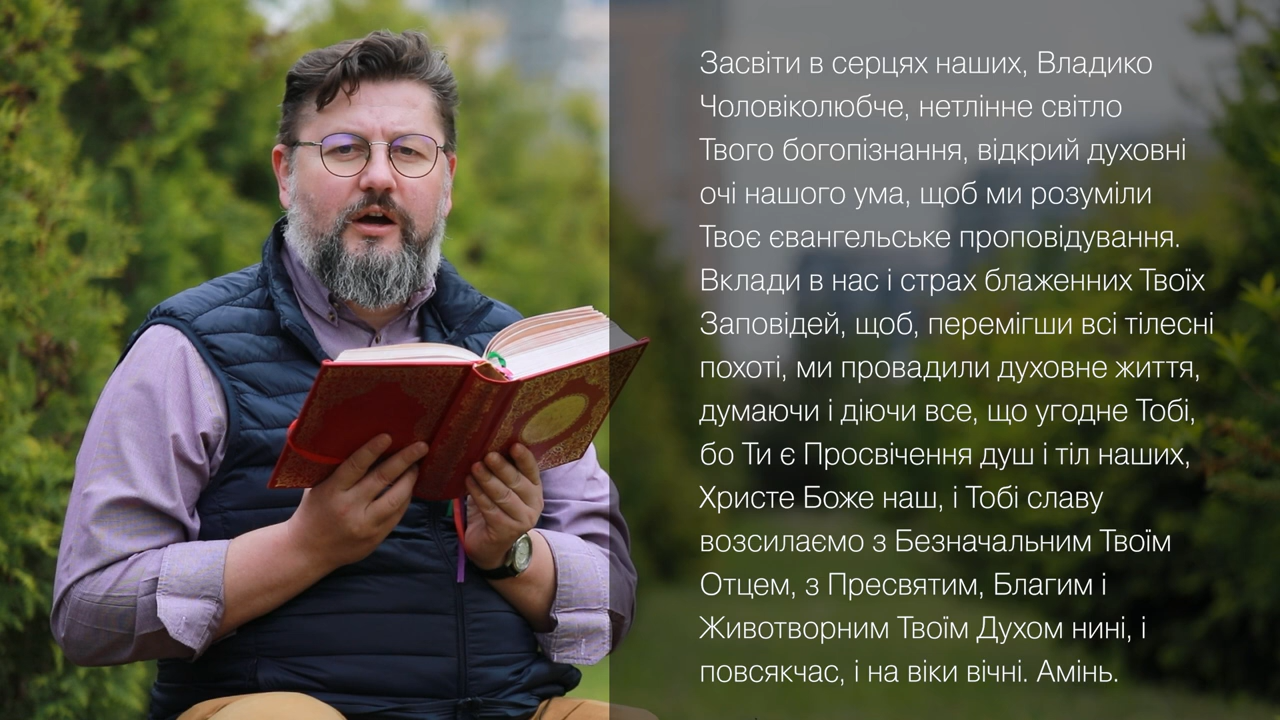 Засвіти в серцях наших, Владико
Чоловіколюбче, нетлінне світло
Твого богопізнання, відкрий духовні
очі нашого ума, щоб ми розуміли
Твоє євангельське проповідування.
Вклади в нас і страх блаженних Твоїх
Заповідей, щоб, перемігши всі тілесні
похоті, ми провадили духовне життя,
думаючи і діючи все, що угодне Тобі,
бо Ти є Просвічення душ і тіл наших,
Христе Боже наш, і Тобі славу
возсилаємо з Безначальним Твоїм
Отцем, з Пресвятим, Благим і
Животворним Твоїм Духом нині, і
повсякчас, і на віки вічні. Амінь.